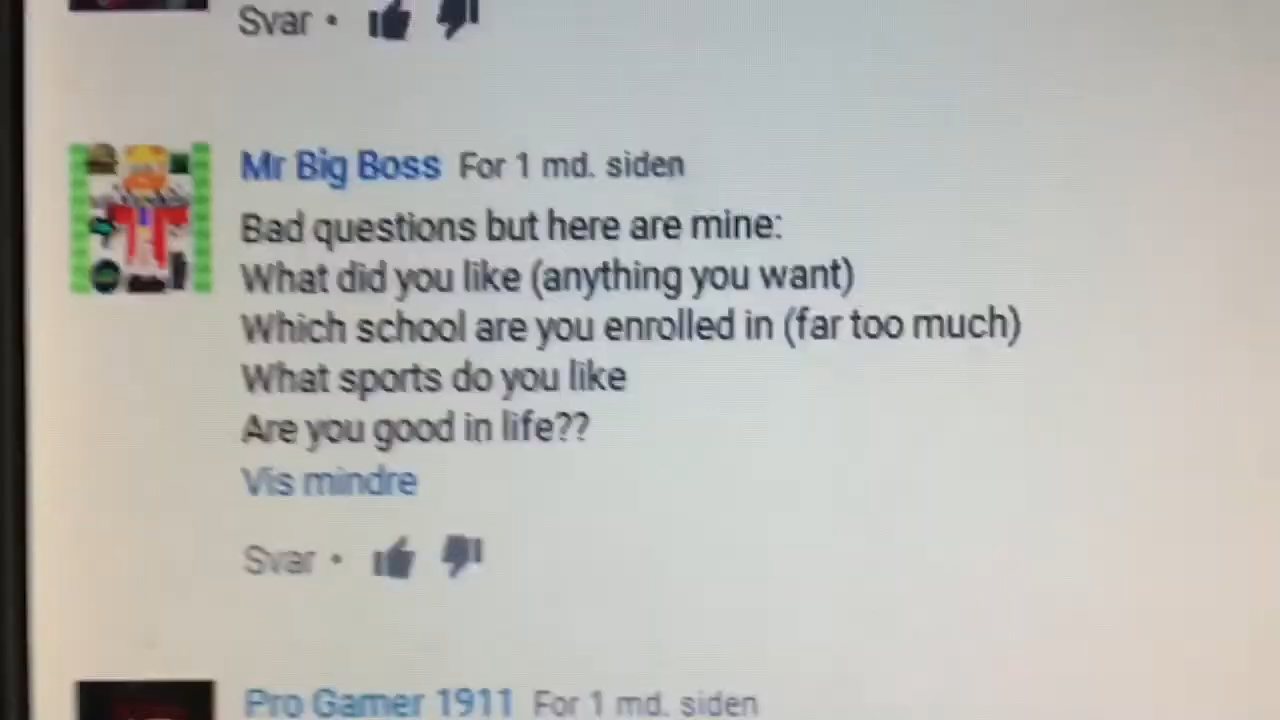 Svar •
Mr Big Boss For 1 md. siden
Bad questions but here are mine:
What did you like (anything you want)
Which school are you enrolled in (far too much)
What sports do you like
Are you good in life??
Vis mindre
Svar •
Pro Gamer 1911 For 1 md. siden